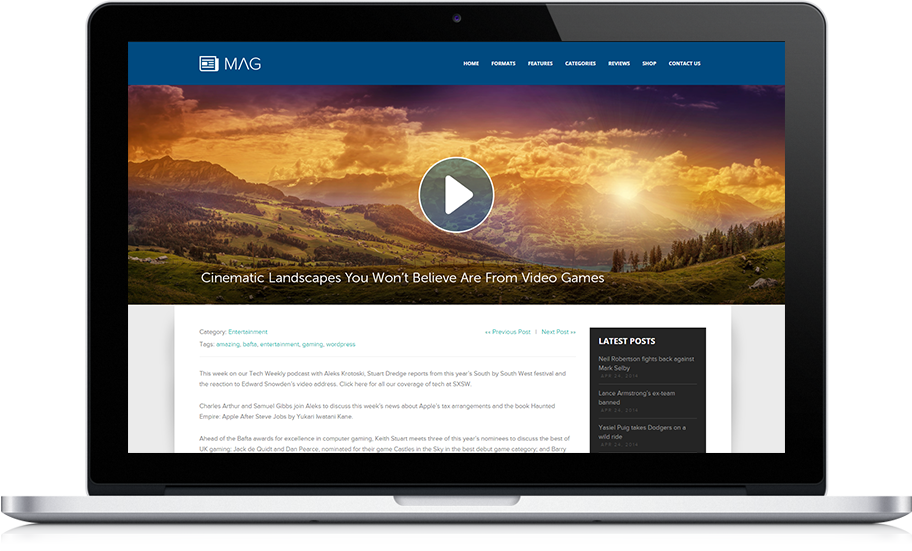 MAG
HOME FORMATS FEATURES CATEGORIES REVIEWS SHOP CONTACT US
Cinematic Landscapes You Won't Believe Are From Video Games
Category: Entertainment
«« Previous Post | Next Post »»
Tags: amazing, bafta, entertainment, gaming, wordpress
This week on our Tech Weekly podcast with Aleks Krotoski, Stuart Dredge reports from this year's South by South West festival and
the reaction to Edward Snowden's video address. Click here for all our coverage of tech at SXSW.
Charles Arthur and Samuel Gibbs join Aleks to discuss this week's news about Apple's tax arrangements and the book Haunted
Empire: Apple After Steve Jobs by Yukari Iwatani Kane.
Ahead of the Bafta awards for excellence in computer gaming, Keith Stuart meets three of this year's nominees to discuss the best of
UK gaming: Jack de Quidt and Dan Pearce, nominated for their game Castles in the Sky in the best debut game category; and Barry
LATEST POSTS
Neil Robertson fights back against
Mark Selby
APR 26, 2014
Lance Armstrong's ex-team
banned
APR 24, 2014
Yasiel Puig takes Dodgers on a
wild ride
APR 24, 2014